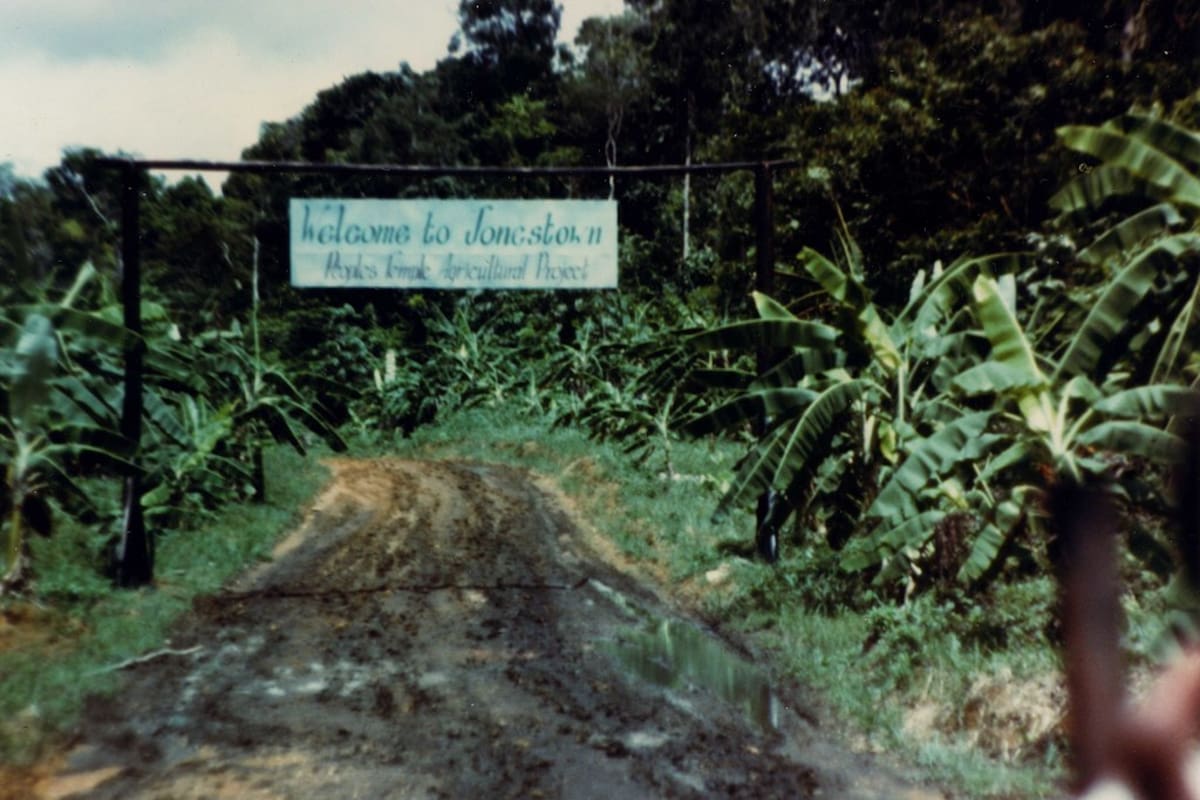 Welcome to Jonestown
Peoples Temple Agricultural Project